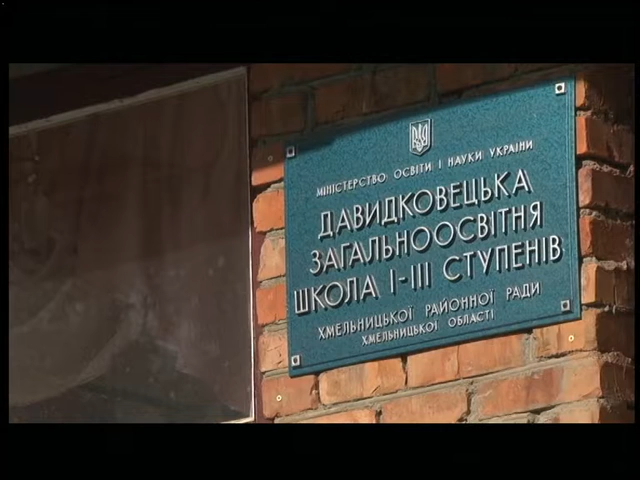 МІНІСТЕРСТВО ОСВІТИ І НАУКИ УКРАЇНИ
ДАВИДКОВЕЦЬКА
ЗАГАЛЬНООСВІТНЯ
ШКОЛА І-ІІІ СТУПЕНІВ
ХМЕЛЬНИЦЬКОЇ РАЙОННОЇ РАДИ
ХМЕЛЬНИЦЬКОЇ ОБЛАСТІ